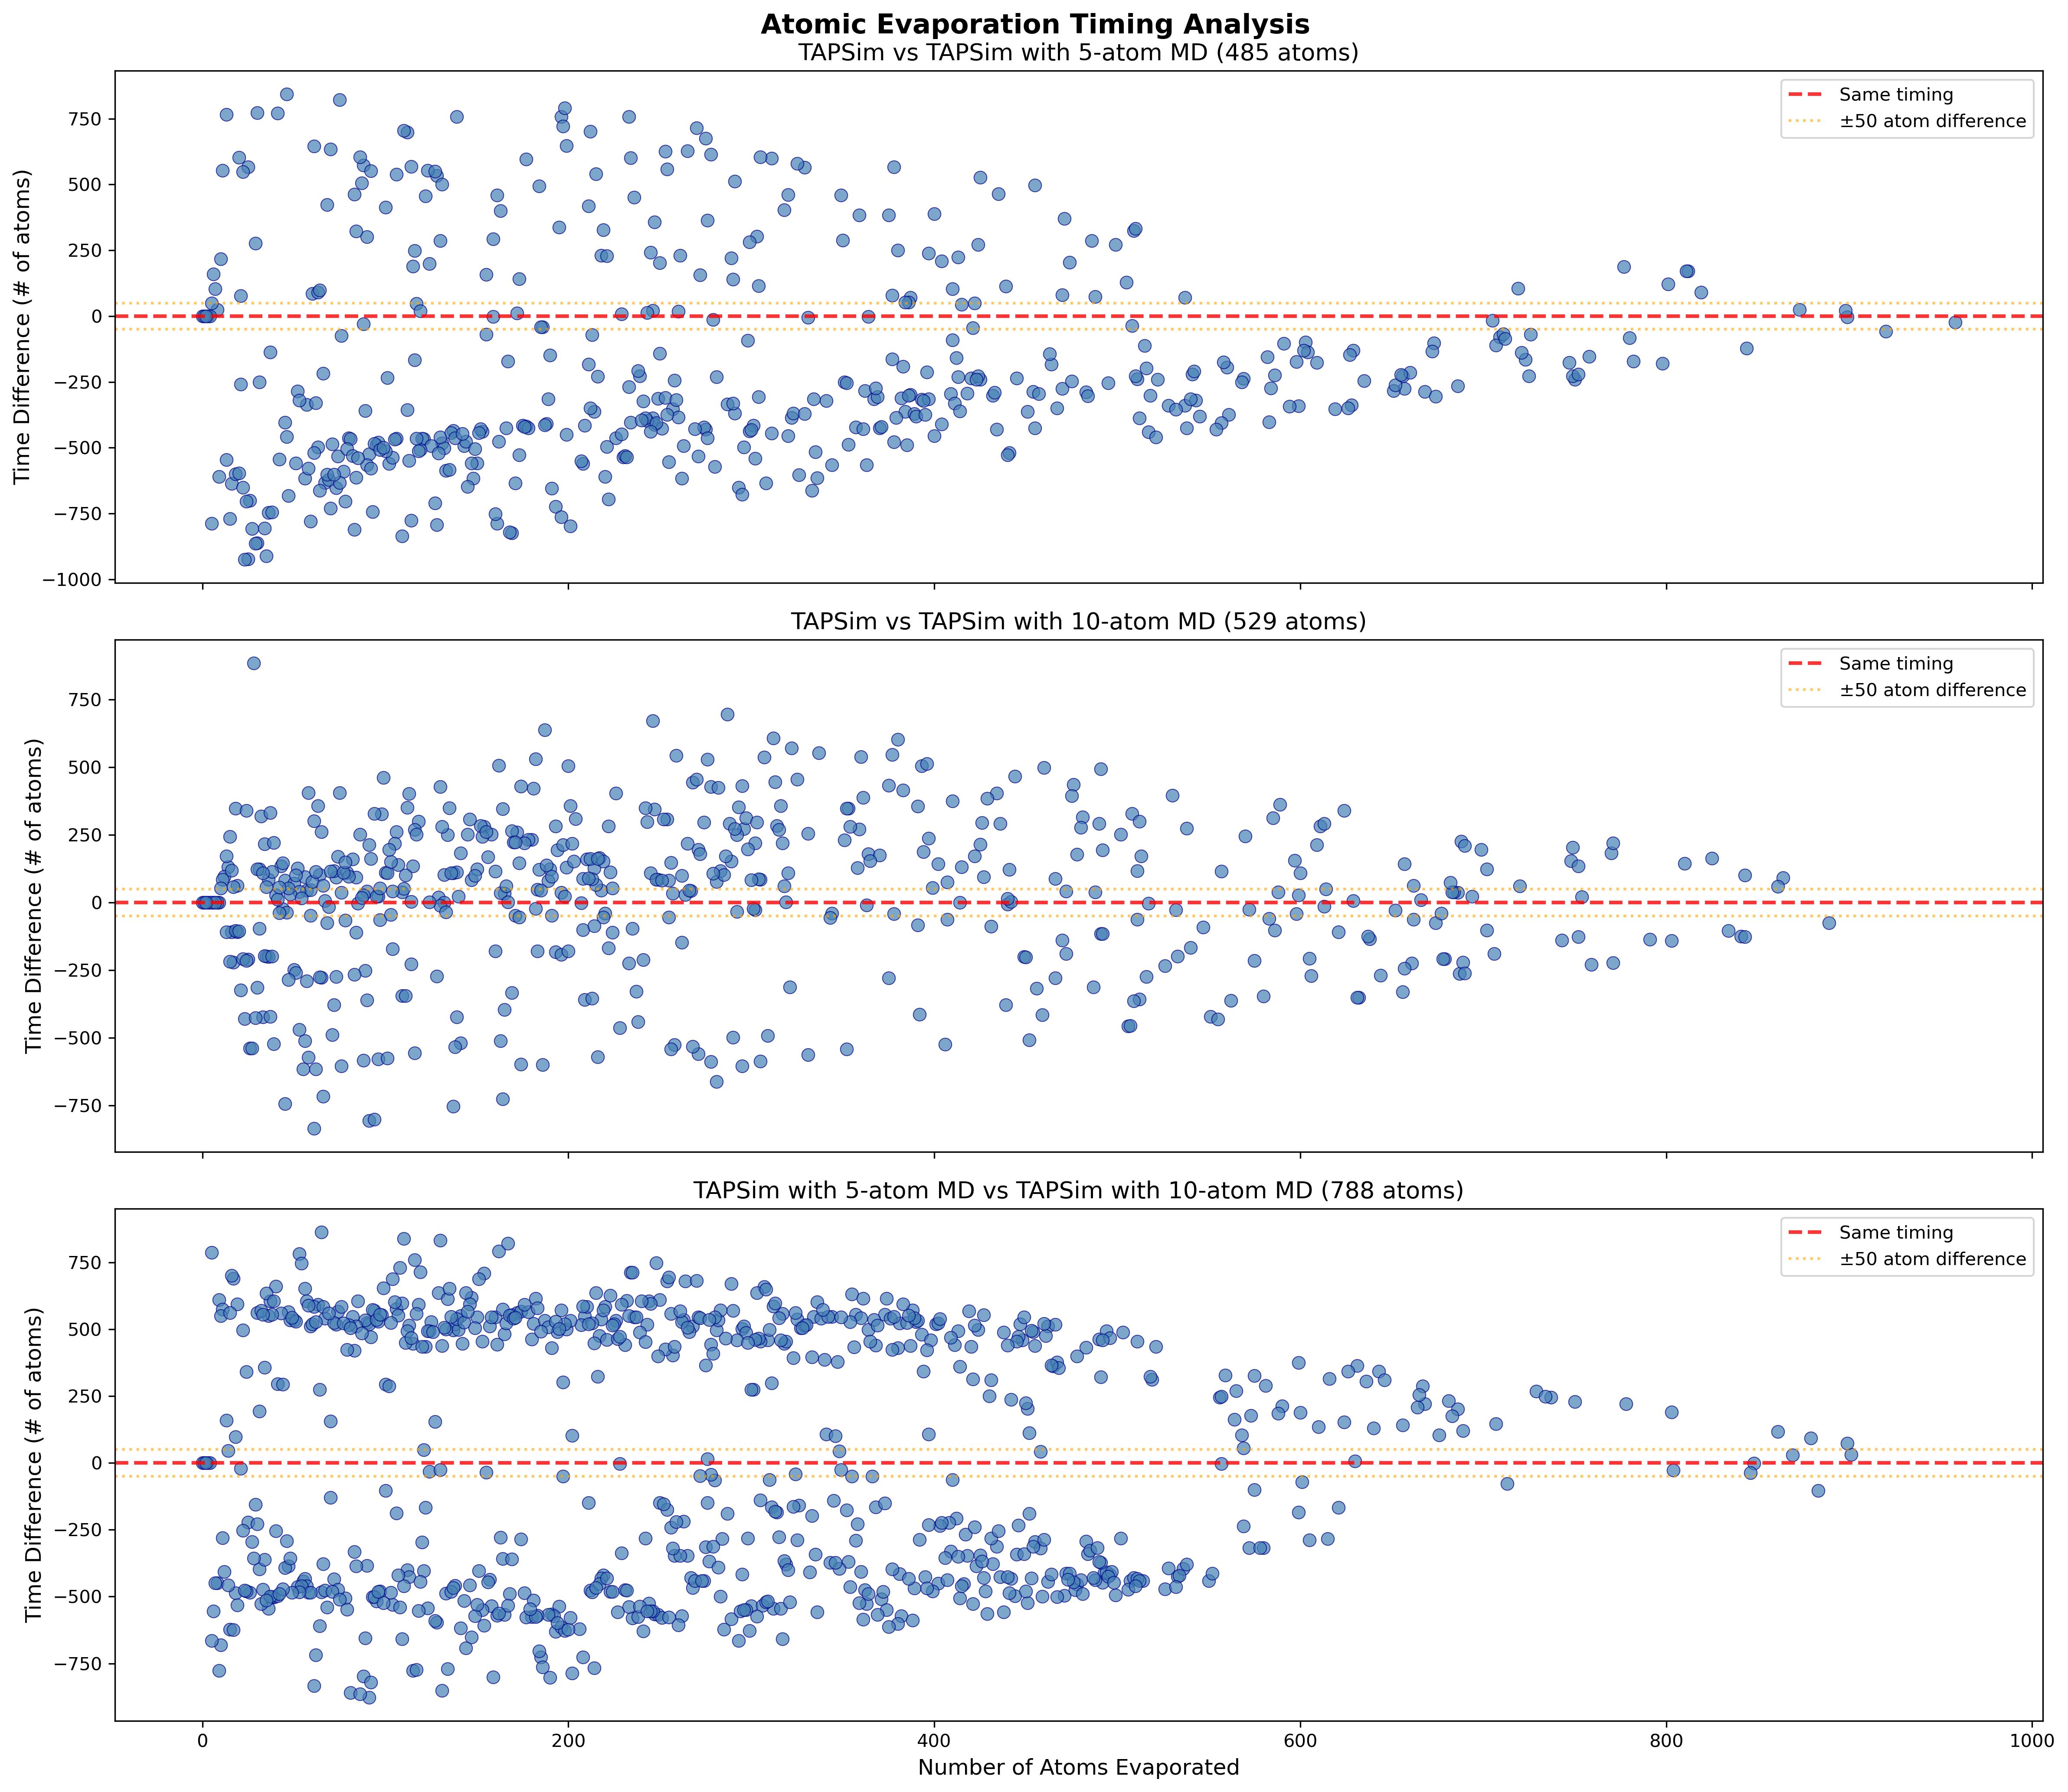 Atomic Evaporation Timing Analysis
TAPSim vs TAPSim with 5-atom MD (485 atoms)
Time Difference (# of atoms)
750
500
250
0
−250
−500
−750
−1000
Same timing
±50 atom difference
TAPSim vs TAPSim with 10-atom MD (529 atoms)
Time Difference (# of atoms)
750
500
250
0
−250
−500
−750
Same timing
±50 atom difference
TAPSim with 5-atom MD vs TAPSim with 10-atom MD (788 atoms)
Time Difference (# of atoms)
750
500
250
0
−250
−500
−750
Same timing
±50 atom difference
0 200 400 600 800 1000
Number of Atoms Evaporated